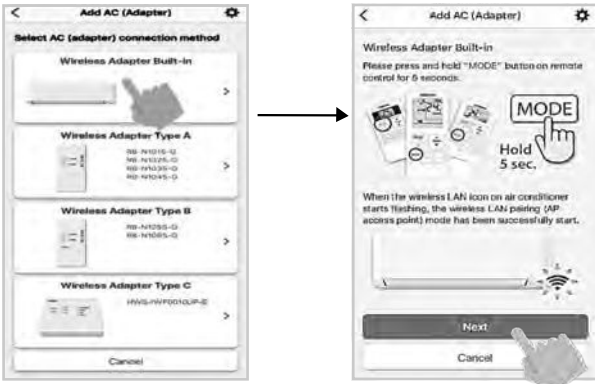 Add AC (Adapter)
Select AC (adapter) connection method
Wireless Adapter Built-in
Wireless Adapter Type A
RB-N101S-G
RB-N102S-G
RB-N103S-G
RB-N104S-G
Wireless Adapter Type B
RB-N105S-G
Wireless Adapter Type C
Cancel
Add AC (Adapter)
Wireless Adapter Built-in
Please press and hold "MODE" button on remote
control for 5 seconds.
MODE
Hold
5 sec.
When the wireless LAN icon on air conditioner
starts flashing, the wireless LAN pairing (AP
access point) mode has been successfully start.
Next
Cancel